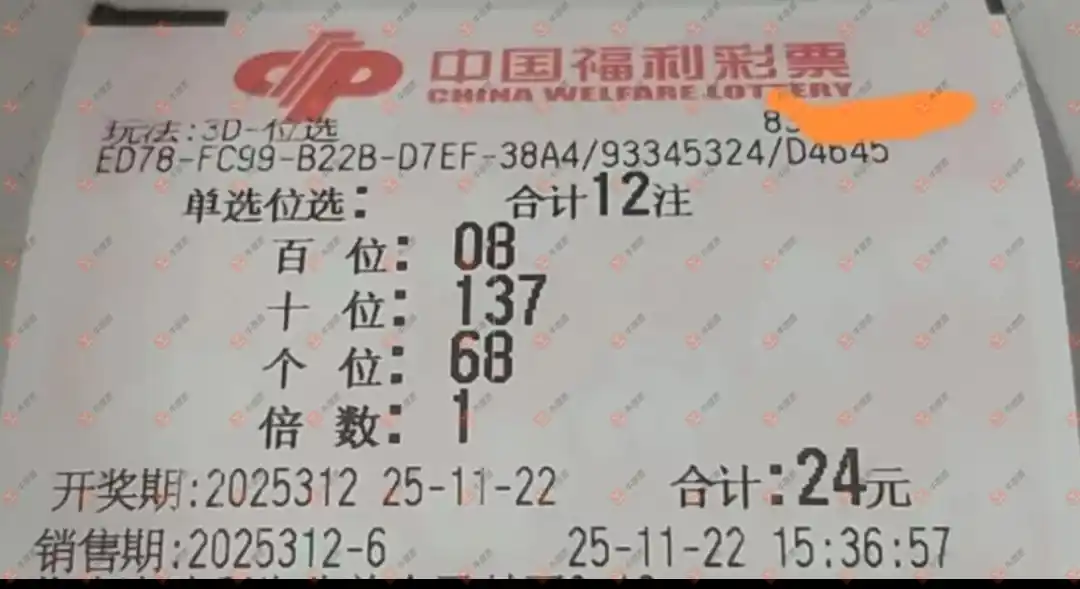 中国福利彩票
CHINA WELFARE LOTTERY
玩法:3D-位选
ED78-FC99-B22B-D7EF-38A4/93345324/D4645
单选位选: 合计12注
百 位: 08
十 位: 137
个 位: 68
倍 数: 1
开奖期:2025312 25-11-22 合计:24元
销售期:2025312-6 25-11-22 15:36:57